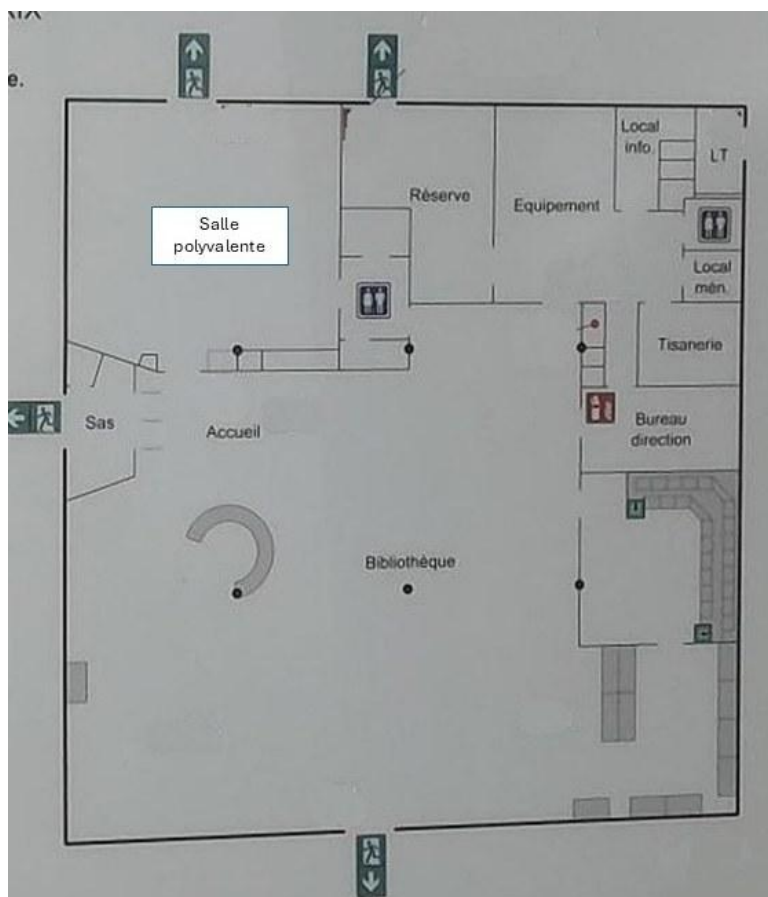 e.
Salle
polyvalente
Réserve
Equipement
Local
info.
LT
Local
mén.
Tisanerie
Sas
Accueil
Bureau
direction
Bibliothèque